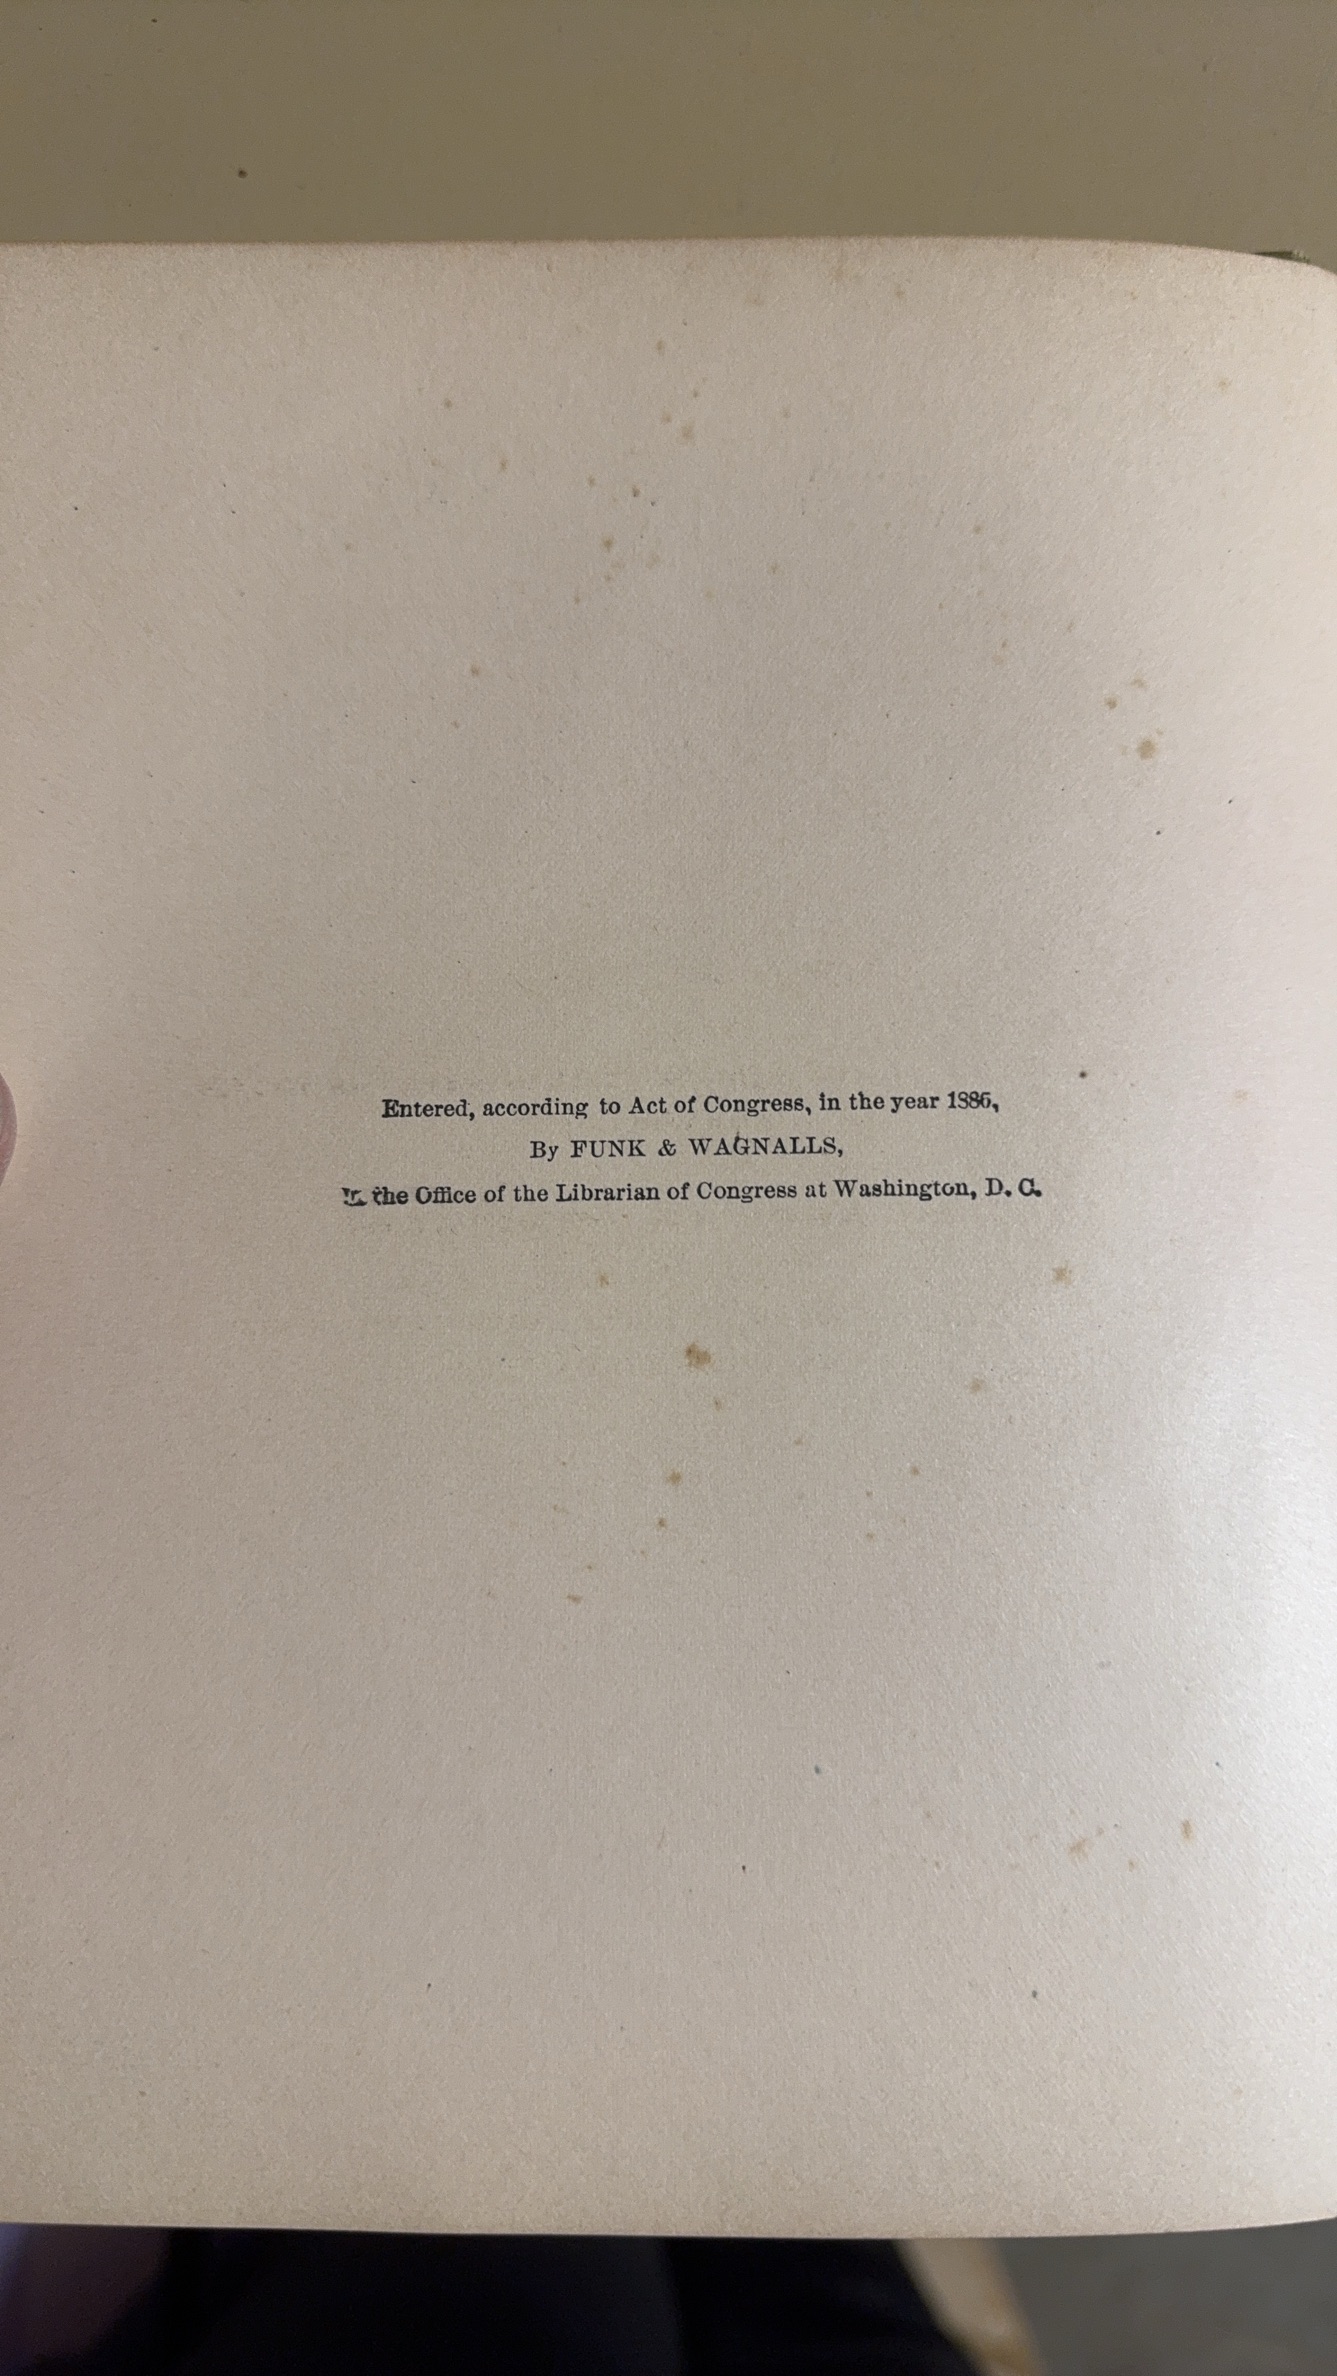 Entered, according to Act of Congress, in the year 1886,
By FUNK & WAGNALLS,
In the Office of the Librarian of Congress at Washington, D. C.